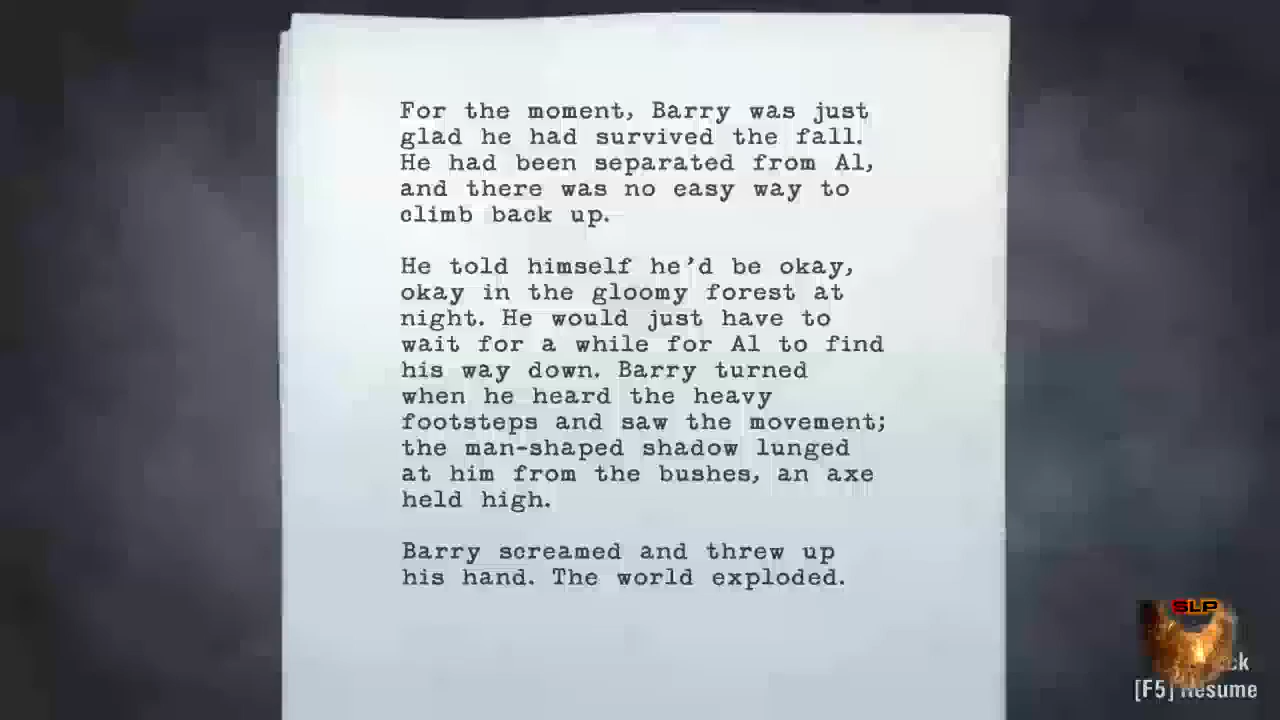 For the moment, Barry was just
glad he had survived the fall.
He had been separated from Al,
and there was no easy way to
climb back up.
He told himself he’d be okay,
okay in the gloomy forest at
night. He would just have to
wait for a while for Al to find
his way down. Barry turned
when he heard the heavy
footsteps and saw the movement;
the man-shaped shadow lunged
at him from the bushes, an axe
held high.
Barry screamed and threw up
his hand. The world exploded.
SLP
[F5] Resume